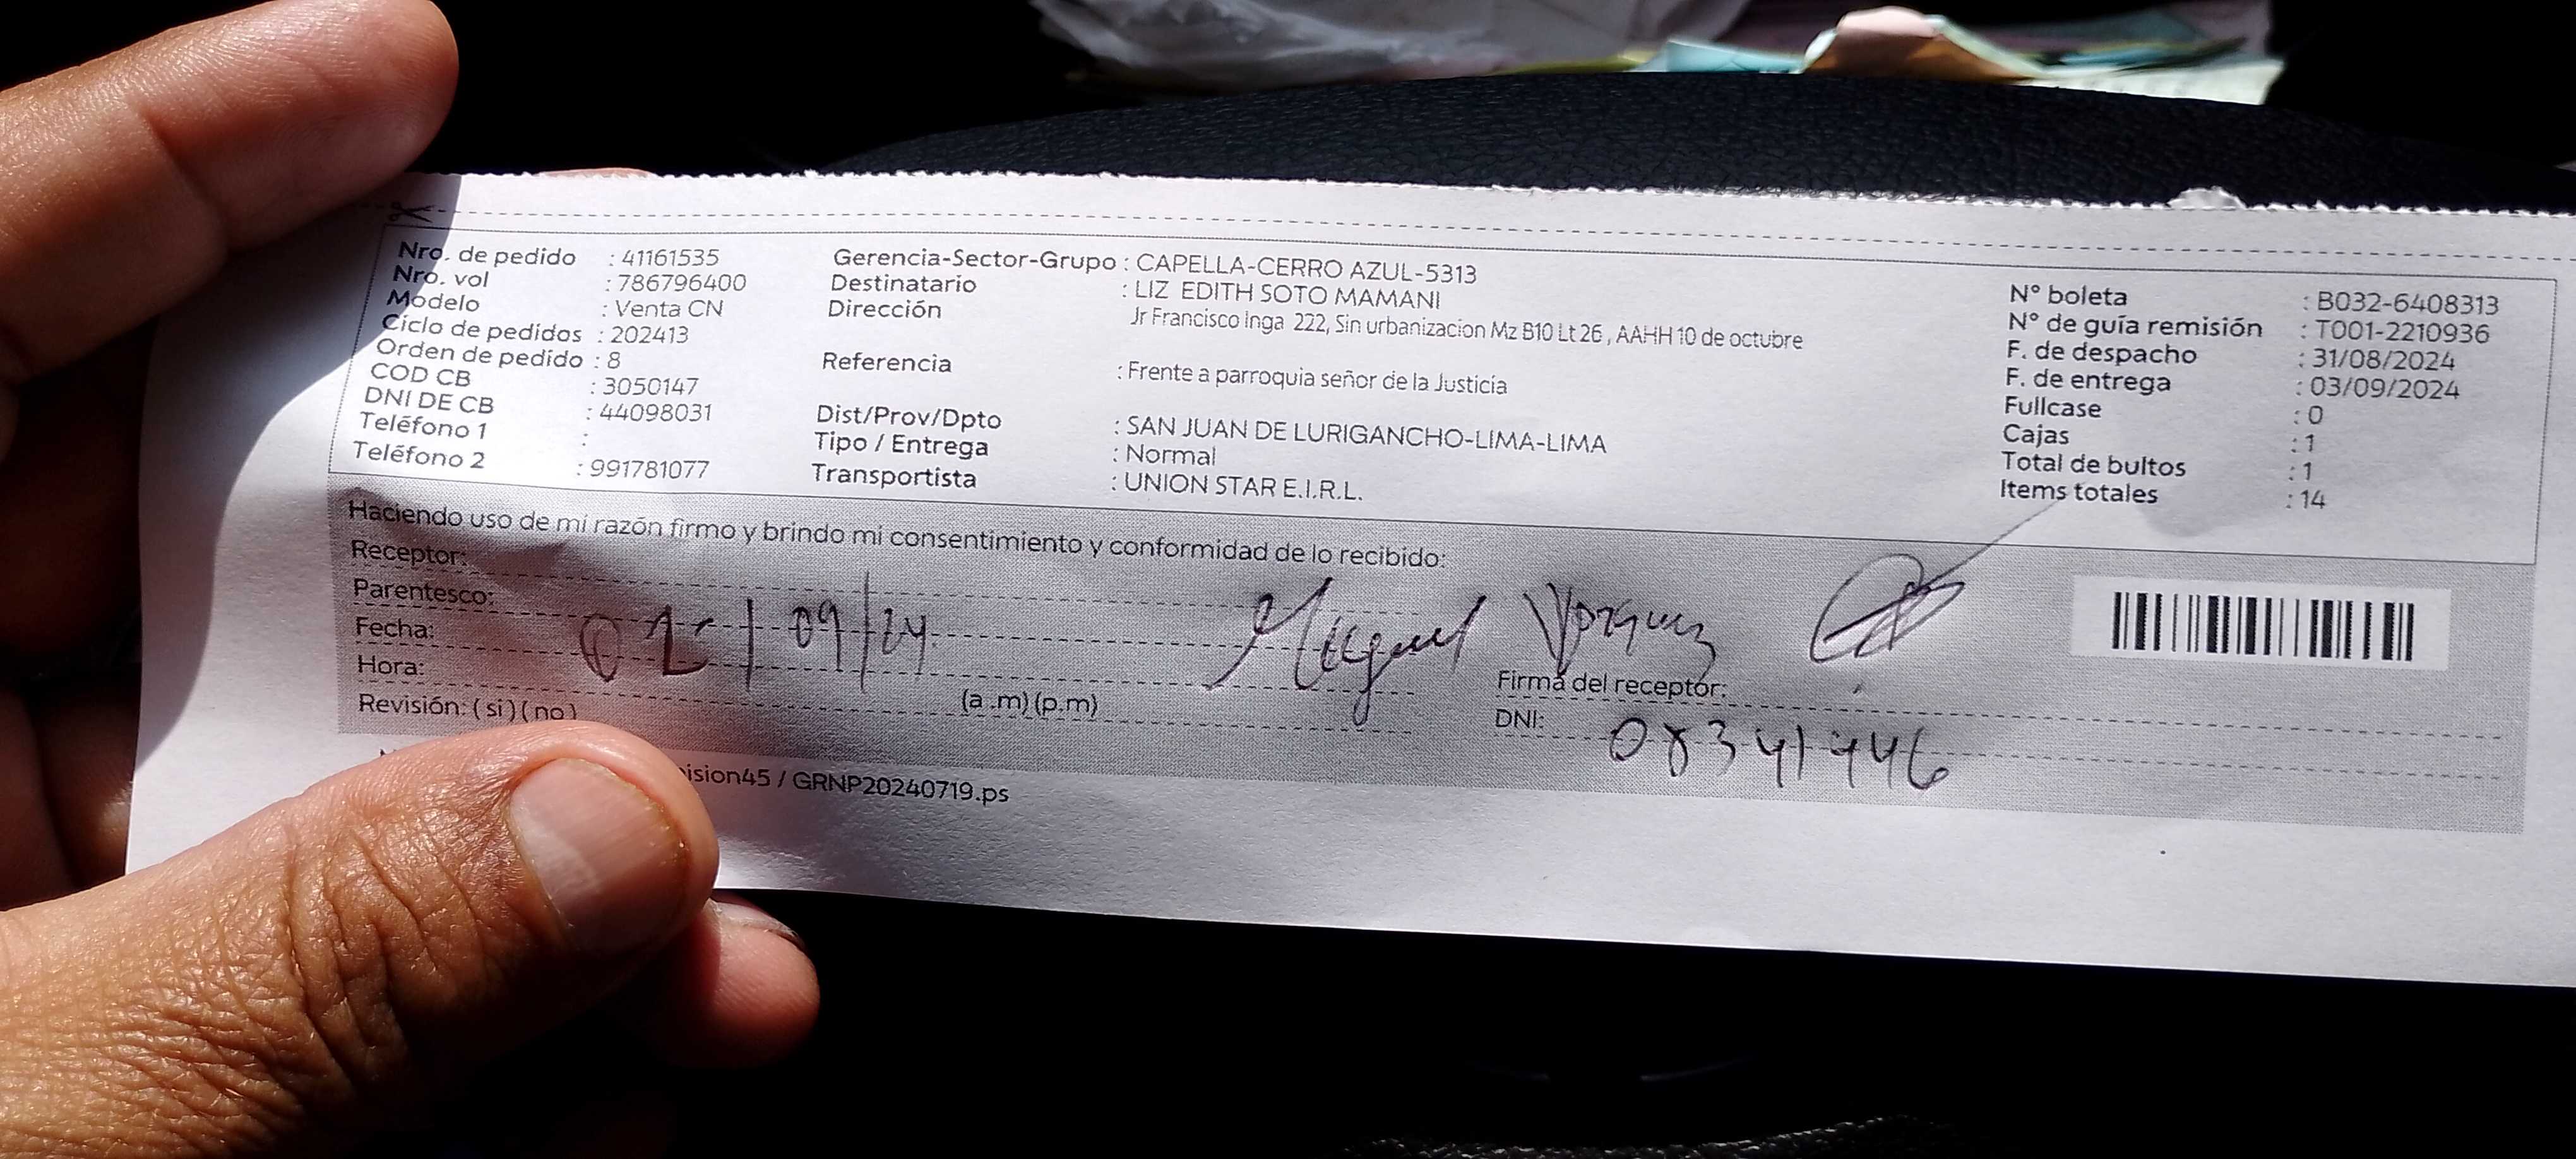 Nro. de pedido : 41161535
Nro. vol : 786796400
Modelo : Venta CN
Ciclo de pedidos : 202413
Orden de pedido : 8
COD CB : 3050147
DNI DE CB : 44098031
Teléfono 1 :
Teléfono 2 : 991781077
Gerencia-Sector-Grupo : CAPELLA-CERRO AZUL-5313
Destinatario : LIZ EDITH SOTO MAMANI
Dirección Jr Francisco Inga 222, Sin urbanizacion Mz B10 Lt 26 , AAHH 10 de octubre
Referencia : Frente a parroquia señor de la Justicia
Dist/Prov/Dpto : SAN JUAN DE LURIGANCHO-LIMA-LIMA
Tipo / Entrega : Normal
Transportista : UNION STAR E.I.R.L.
N° boleta : B032-6408313
N° de guía remisión : T001-2210936
F. de despacho : 31/08/2024
F. de entrega : 03/09/2024
Fullcase : 0
Cajas : 1
Total de bultos : 1
Items totales : 14
Haciendo uso de mi razón firmo y brindo mi consentimiento y conformidad de lo recibido:
Receptor:
Parentesco:
Fecha: 02/09/24
Hora: (a .m) (p.m)
Revisión: ( si ) ( no )
Miguel
Firma del receptor:
DNI:
ision45 / GRNP20240719.ps